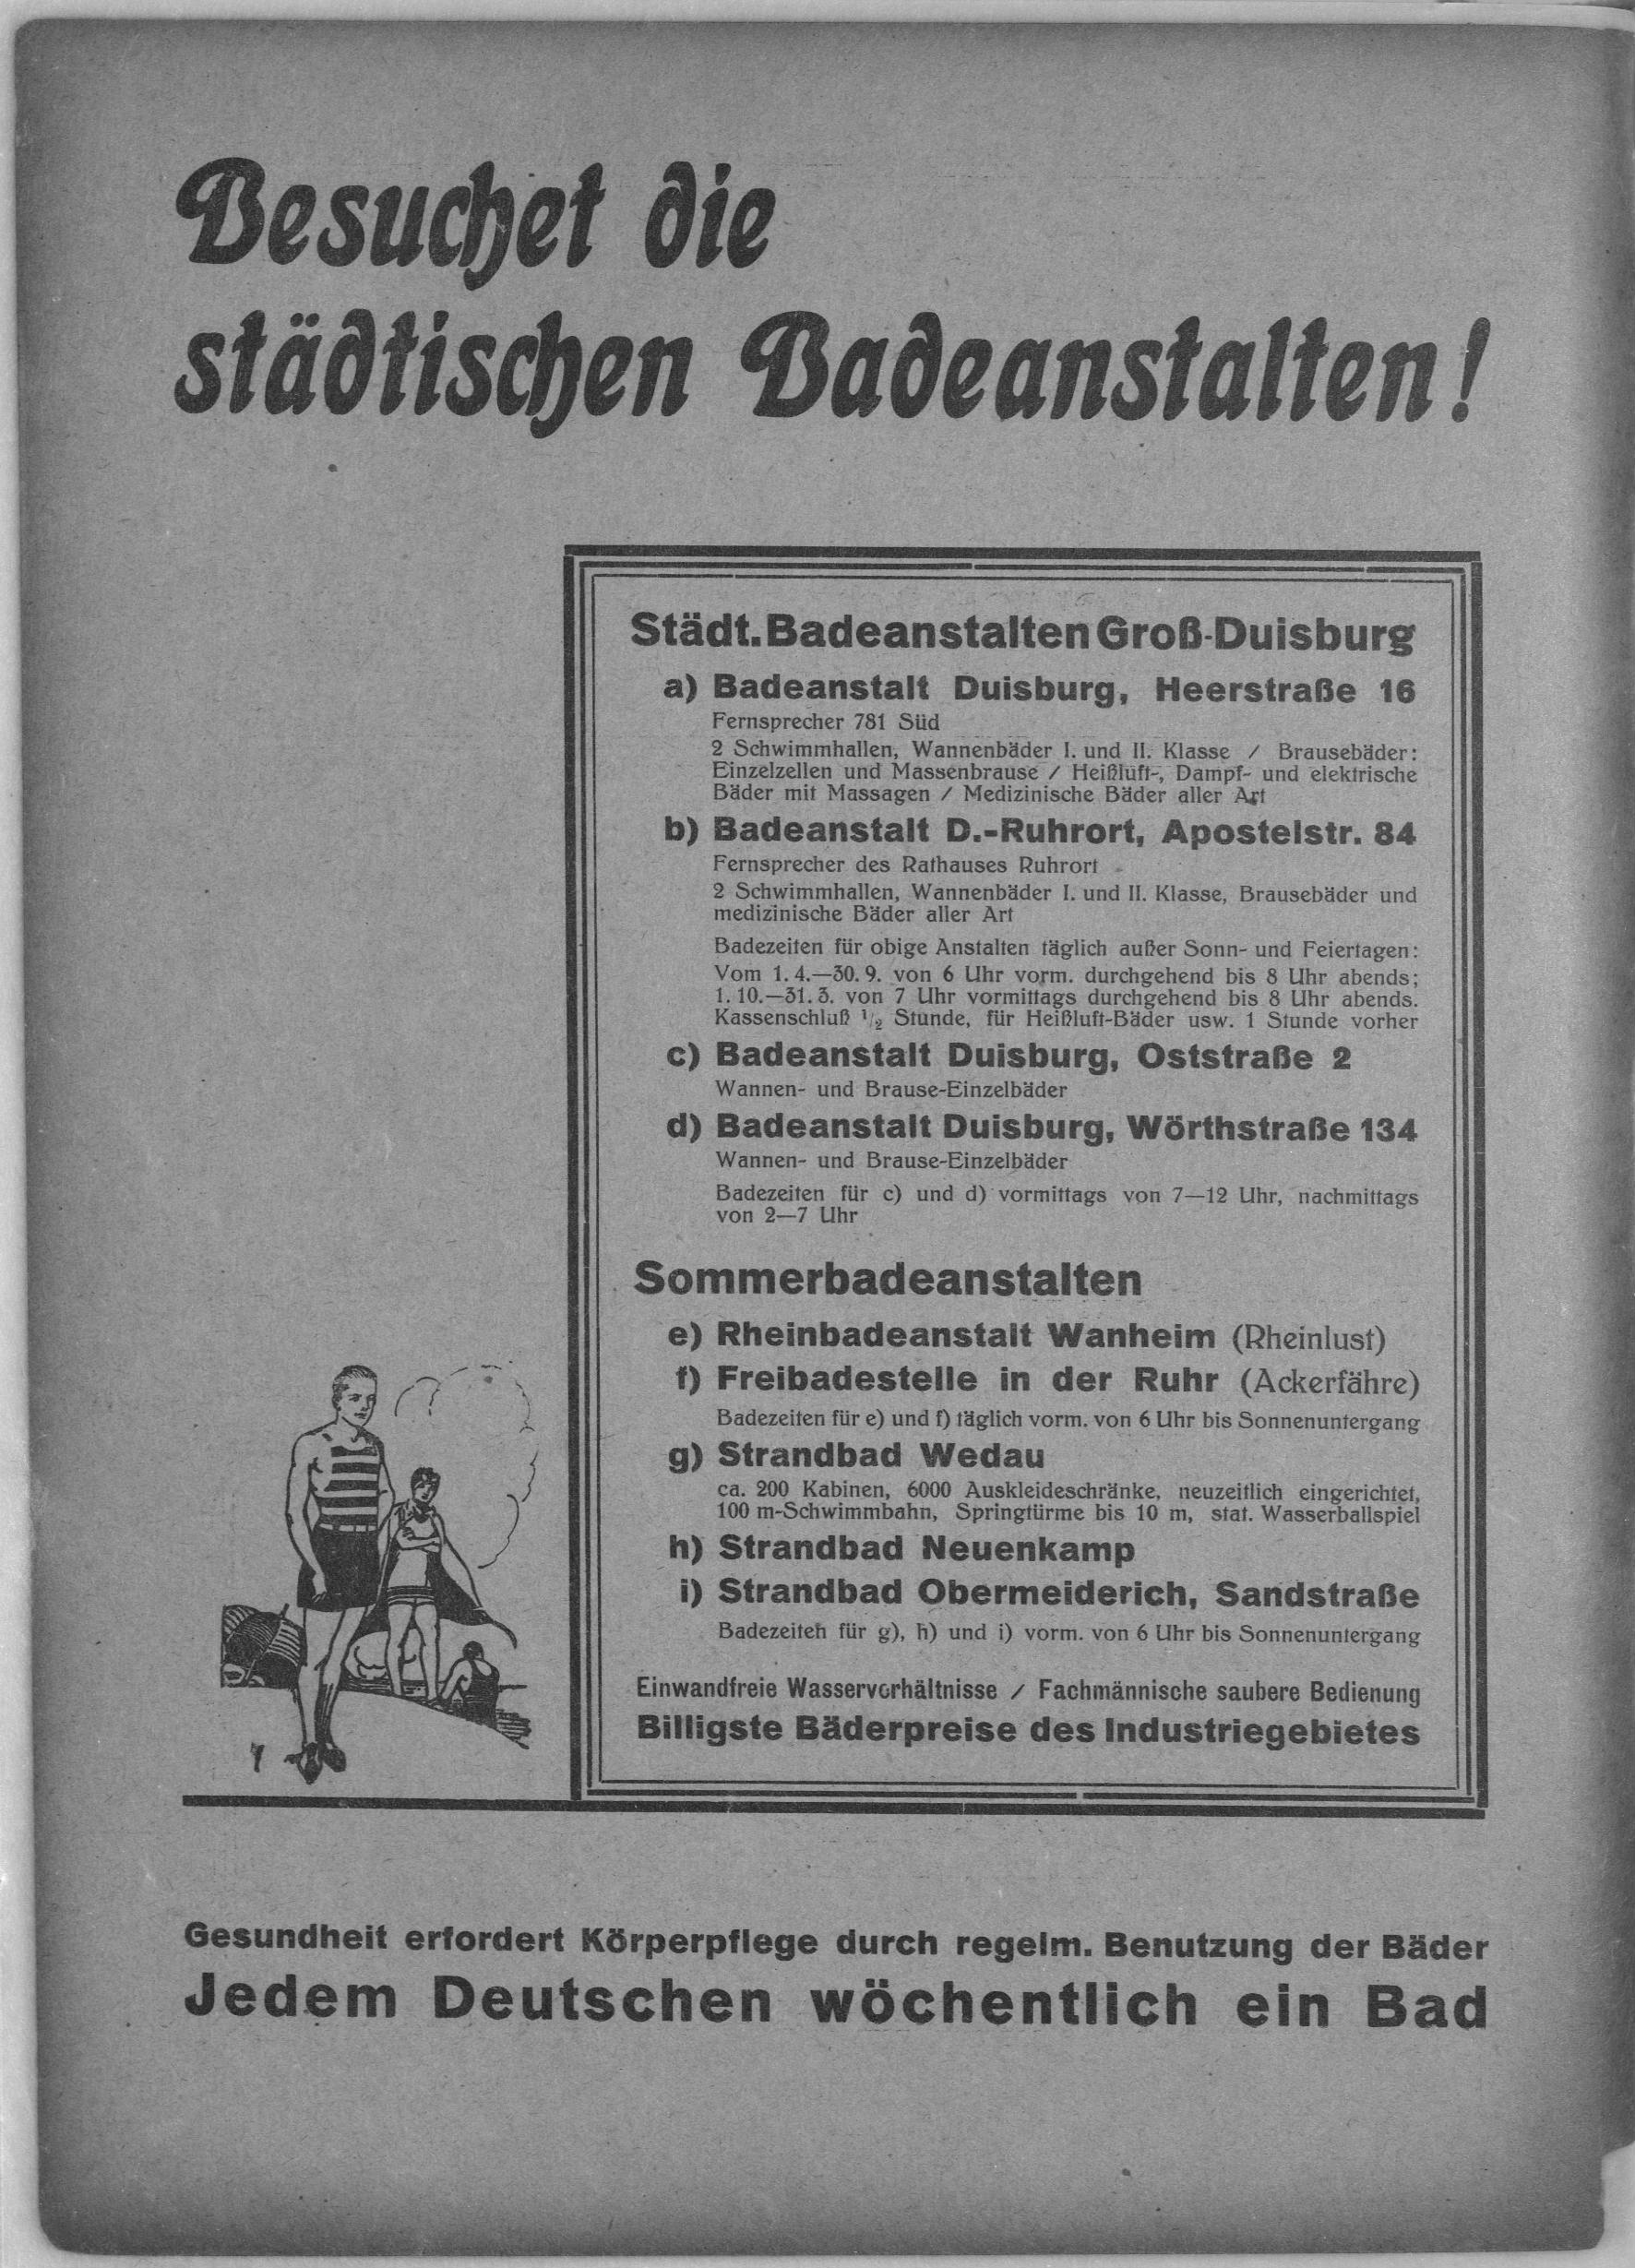 Besuchet die
städtischen Badeanstalten!
Städt. Badeanstalten Groß-Duisburg
a) Badeanstalt Duisburg, Heerstraße 16
Fernsprecher 781 Süd
2 Schwimmhallen, Wannenbäder I. und II. Klasse / Brausebäder:
Einzelzellen und Massenbrause / Heißluft-, Dampf- und elektrische
Bäder mit Massagen / Medizinische Bäder aller Art
b) Badeanstalt D.-Ruhrort, Apostelstr. 84
Fernsprecher des Rathauses Ruhrort
2 Schwimmhallen, Wannenbäder I. und II. Klasse, Brausebäder und
medizinische Bäder aller Art
Badezeiten für obige Anstalten täglich außer Sonn- und Feiertagen:
Vom 1. 4.—30. 9. von 6 Uhr vorm. durchgehend bis 8 Uhr abends;
1. 10.—31. 3. von 7 Uhr vormittags durchgehend bis 8 Uhr abends.
Kassenschluß 1/2 Stunde, für Heißluft-Bäder usw. 1 Stunde vorher
c) Badeanstalt Duisburg, Oststraße 2
Wannen- und Brause-Einzelbäder
d) Badeanstalt Duisburg, Wörthstraße 134
Wannen- und Brause-Einzelbäder
Badezeiten für c) und d) vormittags von 7—12 Uhr, nachmittags
von 2—7 Uhr
Sommerbadeanstalten
e) Rheinbadeanstalt Wanheim (Rheinlust)
f) Freibadestelle in der Ruhr (Ackerfähre)
Badezeiten für e) und f) täglich vorm. von 6 Uhr bis Sonnenuntergang
g) Strandbad Wedau
ca. 200 Kabinen, 6000 Auskleideschränke, neuzeitlich eingerichtet,
100 m-Schwimmbahn, Springtürme bis 10 m, stat. Wasserballspiel
h) Strandbad Neuenkamp
i) Strandbad Obermeiderich, Sandstraße
Badezeiten für g), h) und i) vorm. von 6 Uhr bis Sonnenuntergang
Einwandfreie Wasserverhältnisse / Fachmännische saubere Bedienung
Billigste Bäderpreise des Industriegebietes
Gesundheit erfordert Körperpflege durch regelm. Benutzung der Bäder
Jedem Deutschen wöchentlich ein Bad